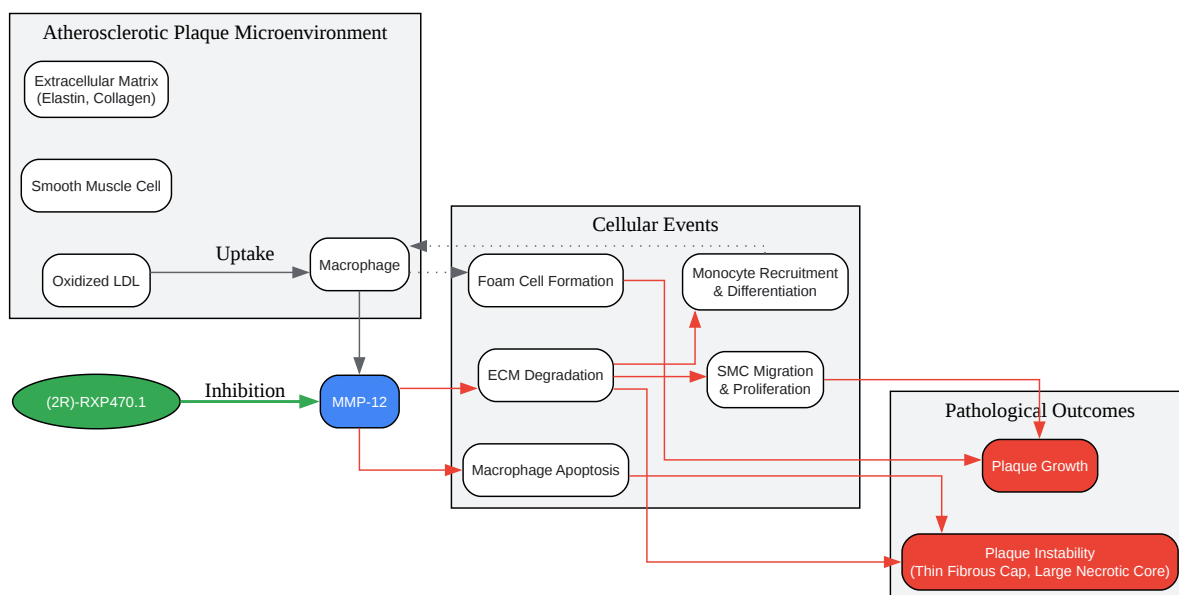 Atherosclerotic Plaque Microenvironment
Extracellular Matrix
(Elastin, Collagen)
Smooth Muscle Cell
Oxidized LDL
Uptake
Macrophage
(2R)-RXP470.1
Inhibition
MMP-12
Cellular Events
Foam Cell Formation
Monocyte Recruitment
& Differentiation
ECM Degradation
SMC Migration
& Proliferation
Macrophage Apoptosis
Pathological Outcomes
Plaque Growth
Plaque Instability
(Thin Fibrous Cap, Large Necrotic Core)